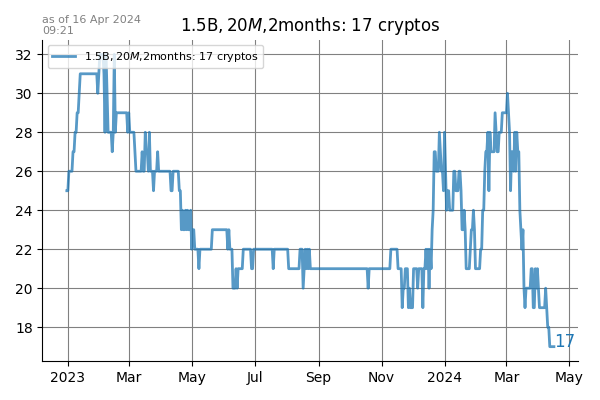 as of 16 Apr 2024
09:21
1.5B, 20M,2months: 17 cryptos
1.5B, 20M,2months: 17 cryptos
32
30
28
26
24
22
20
18
17
2023 Mar May Jul Sep Nov 2024 Mar May